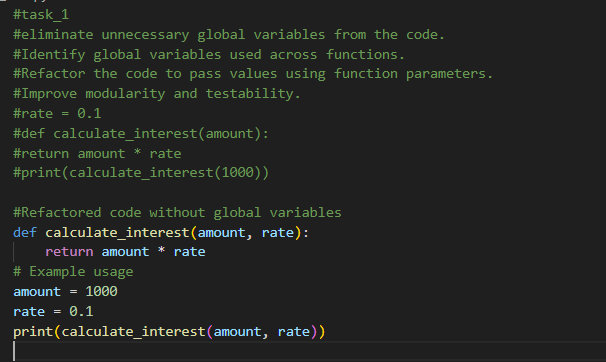 #task_1
#eliminate unnecessary global variables from the code.
#Identify global variables used across functions.
#Refactor the code to pass values using function parameters.
#Improve modularity and testability.
#rate = 0.1
#def calculate_interest(amount):
#return amount * rate
#print(calculate_interest(1000))

#Refactored code without global variables
def calculate_interest(amount, rate):
    return amount * rate
# Example usage
amount = 1000
rate = 0.1
print(calculate_interest(amount, rate))